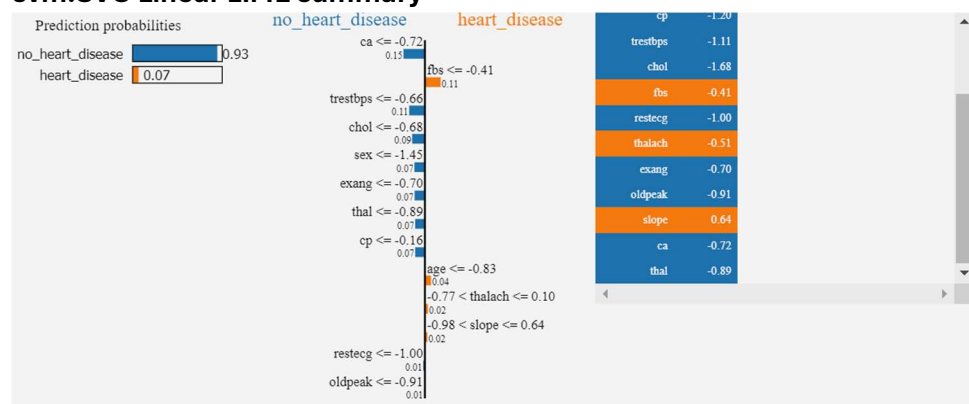 Prediction probabilities
no_heart_disease 0.93
heart_disease 0.07
no_heart_disease heart_disease
ca <= -0.72
0.15
fbs <= -0.41
0.11
trestbps <= -0.66
0.11
chol <= -0.68
0.09
sex <= -1.45
0.07
exang <= -0.70
0.07
thal <= -0.89
0.07
cp <= -0.16
0.07
age <= -0.83
0.04
-0.77 < thalach <= 0.10
0.02
-0.98 < slope <= 0.64
0.02
restecg <= -1.00
0.01
oldpeak <= -0.91
0.01
cp -1.20
trestbps -1.11
chol -1.68
fbs -0.41
restecg -1.00
thalach -0.51
exang -0.70
oldpeak -0.91
slope 0.64
ca -0.72
thal -0.89